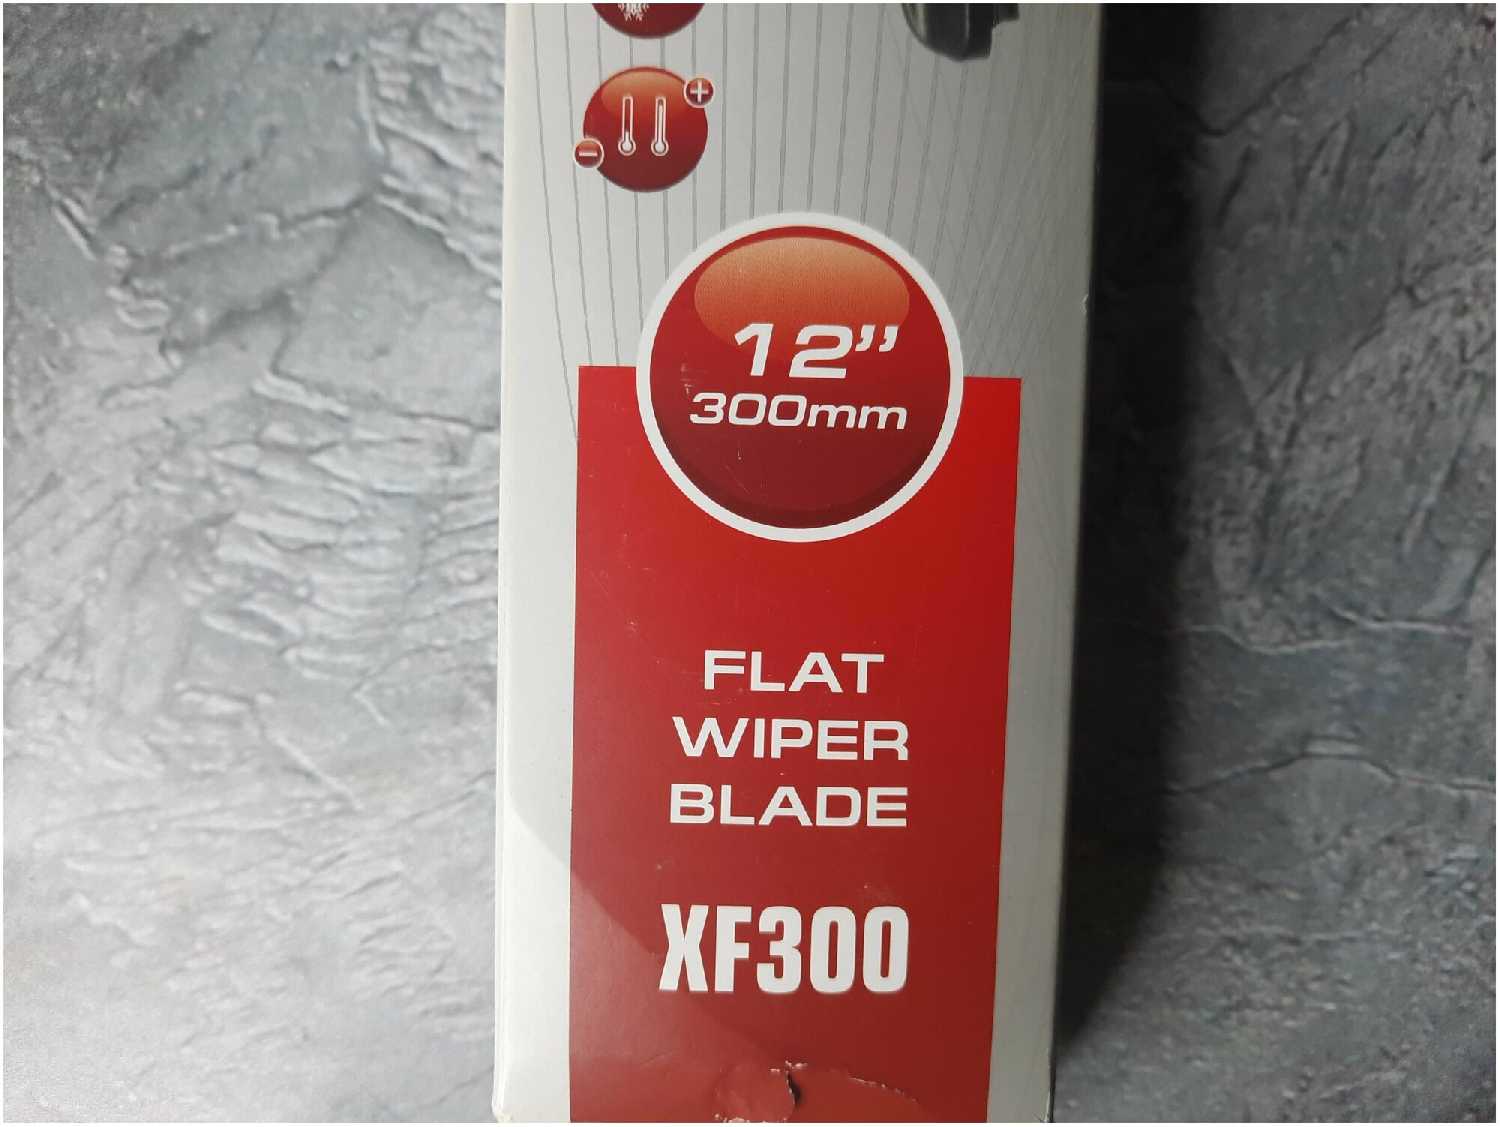 12”
300mm
FLAT
WIPER
BLADE
XF300